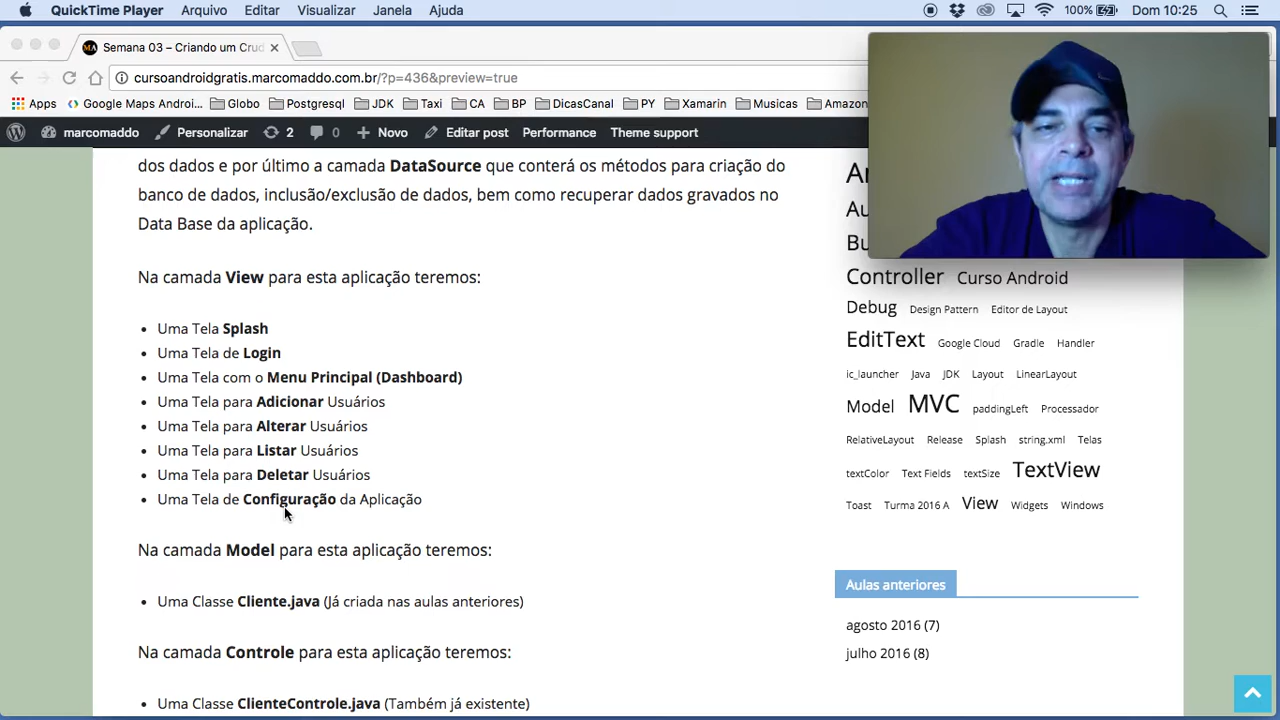 QuickTime Player Arquivo Editar Visualizar Janela Ajuda 100% Dom 10:25
MA Semana 03 – Criando um Crud
cursoandroidgratis.marcomaddo.com.br/?p=436&preview=true
Apps Google Maps Androi... Globo Postgresql JDK Taxi CA BP DicasCanal PY Xamarin Musicas Amazon
marcomaddo Personalizar 2 0 Novo Editar post Performance Theme support
dos dados e por último a camada DataSource que conterá os métodos para criação do
banco de dados, inclusão/exclusão de dados, bem como recuperar dados gravados no
Data Base da aplicação.
Na camada View para esta aplicação teremos:
• Uma Tela Splash
• Uma Tela de Login
• Uma Tela com o Menu Principal (Dashboard)
• Uma Tela para Adicionar Usuários
• Uma Tela para Alterar Usuários
• Uma Tela para Listar Usuários
• Uma Tela para Deletar Usuários
• Uma Tela de Configuração da Aplicação
Na camada Model para esta aplicação teremos:
• Uma Classe Cliente.java (Já criada nas aulas anteriores)
Na camada Controle para esta aplicação teremos:
• Uma Classe ClienteControle.java (Também já existente)
Controller Curso Android
Debug Design Pattern Editor de Layout
EditText Google Cloud Gradle Handler
ic_launcher Java JDK Layout LinearLayout
Model MVC paddingLeft Processador
RelativeLayout Release Splash string.xml Telas
textColor Text Fields textSize TextView
Toast Turma 2016 A View Widgets Windows
Aulas anteriores
agosto 2016 (7)
julho 2016 (8)